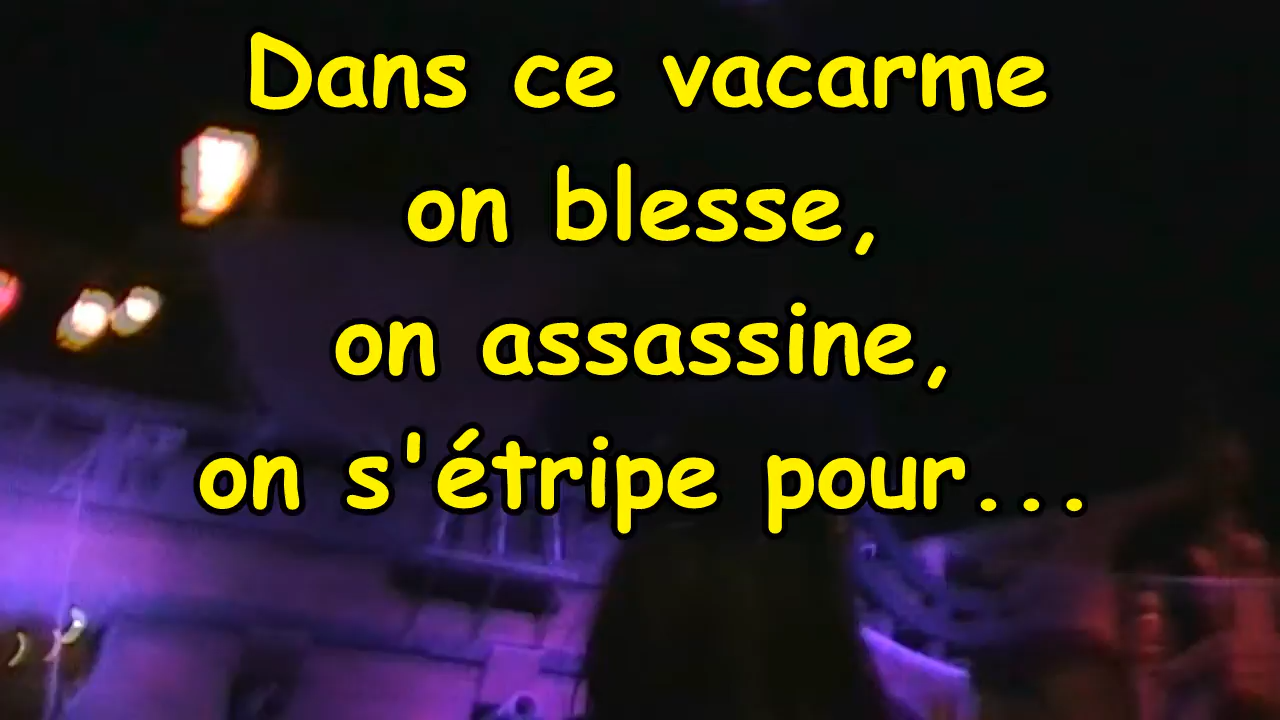 Dans ce vacarme
on blesse,
on assassine,
on s'étripe pour...